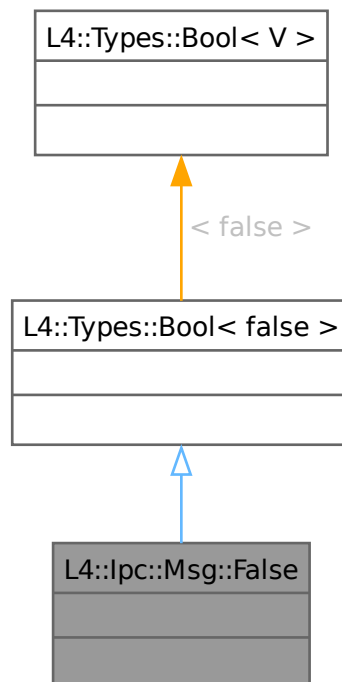 L4::Types::Bool< V >
< false >
L4::Types::Bool< false >
L4::Ipc::Msg::False